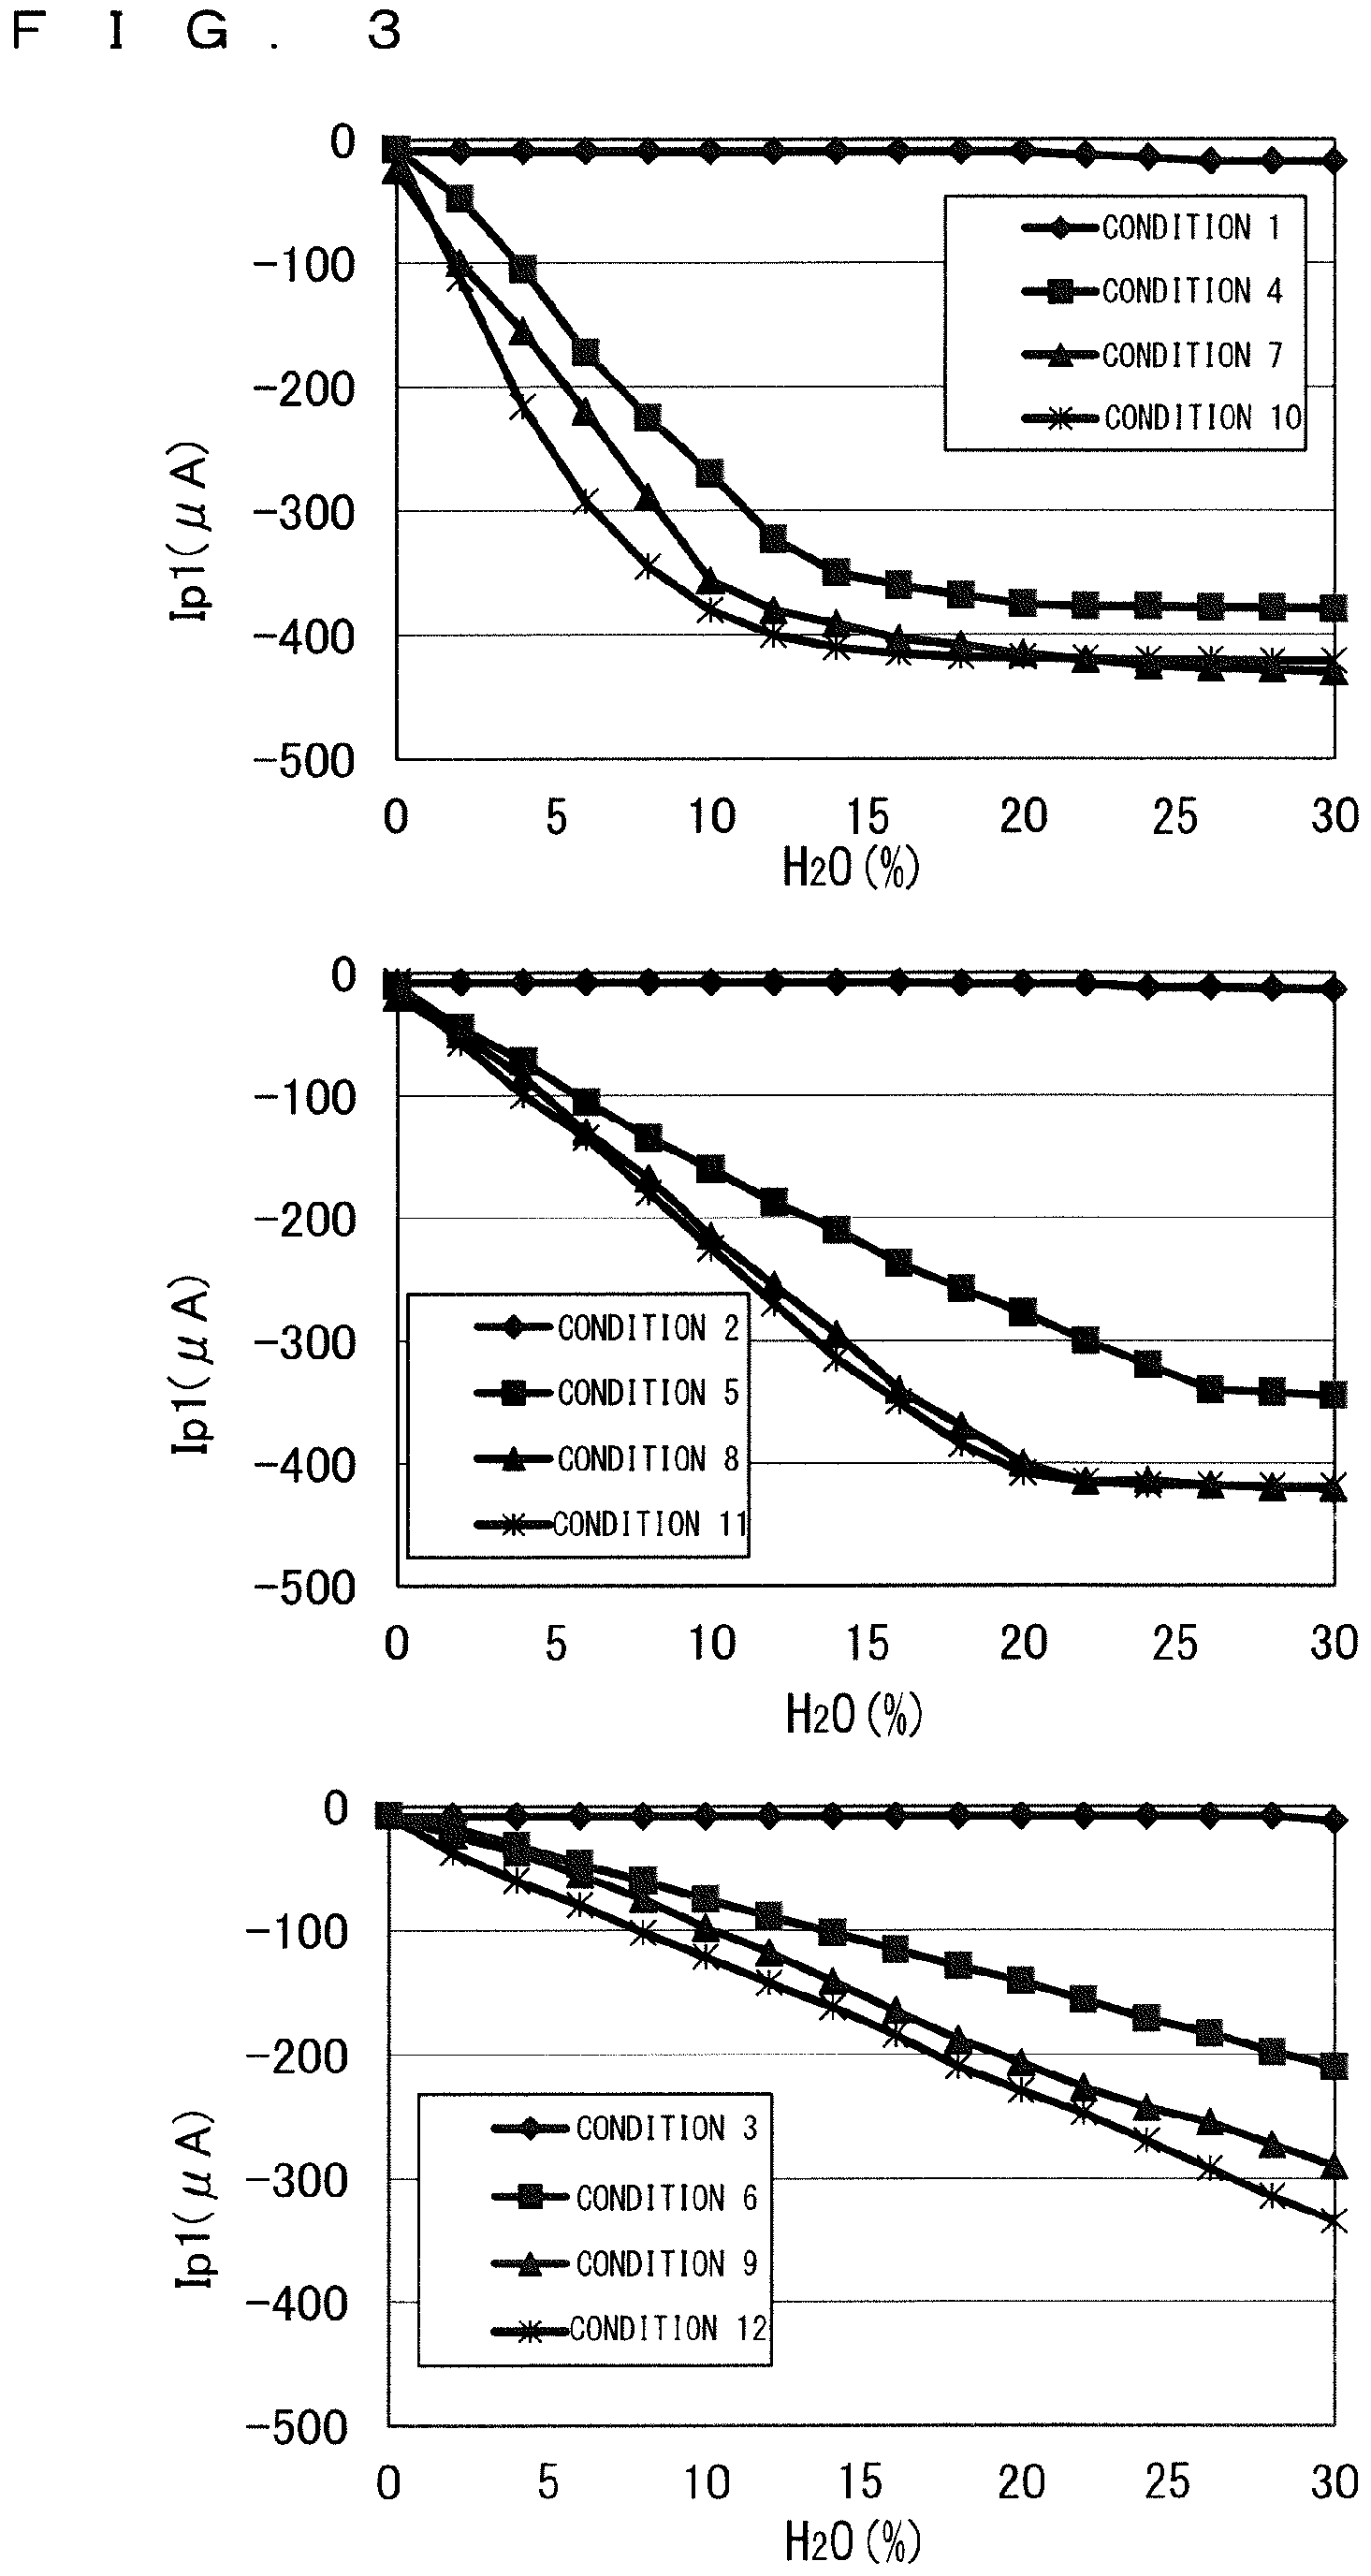 FIG. 3
0
-100
-200
-300
-400
-500
Ip1(μA)
CONDITION 1
CONDITION 4
CONDITION 7
CONDITION 10
0 5 10 15 20 25 30
H2O(%)
0
-100
-200
-300
-400
-500
Ip1(μA)
CONDITION 2
CONDITION 5
CONDITION 8
CONDITION 11
0 5 10 15 20 25 30
H2O(%)
0
-100
-200
-300
-400
-500
Ip1(μA)
CONDITION 3
CONDITION 6
CONDITION 9
CONDITION 12
0 5 10 15 20 25 30
H2O(%)